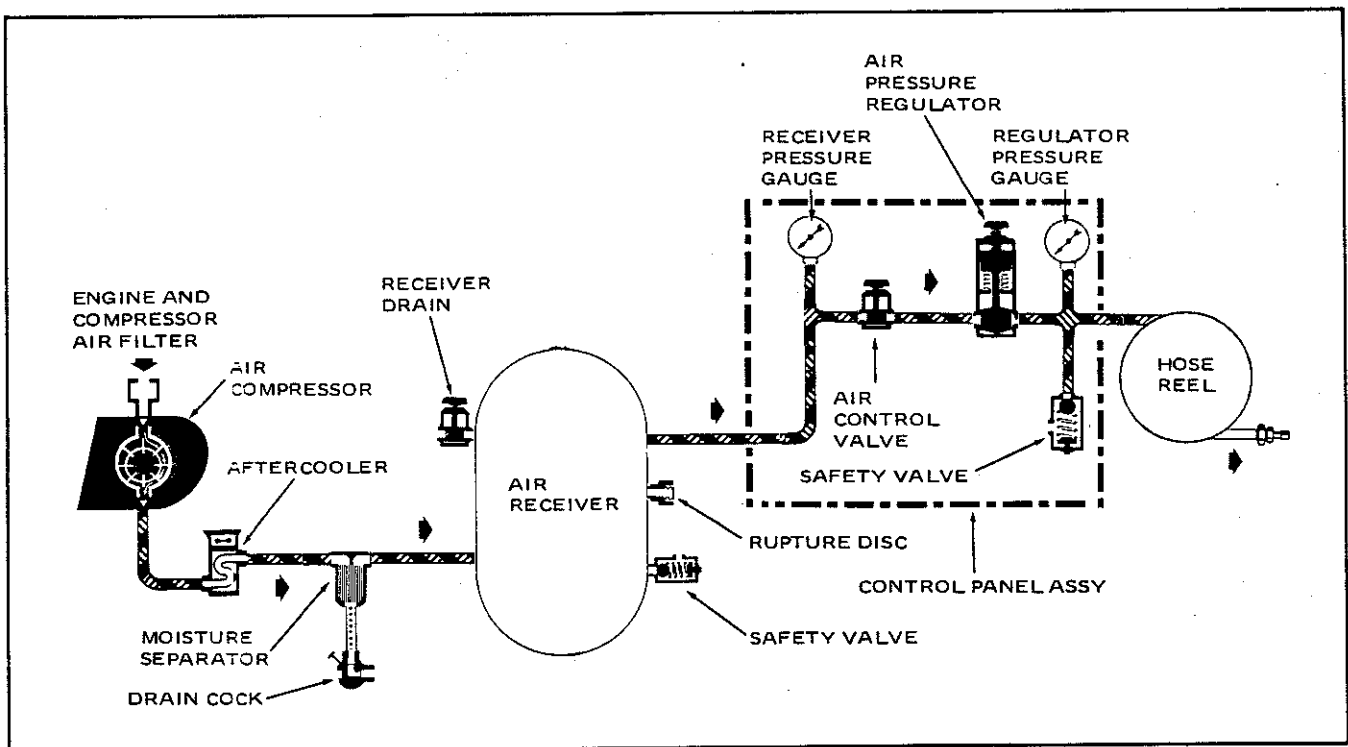 AIR
PRESSURE
REGULATOR
RECEIVER
PRESSURE
GAUGE
REGULATOR
PRESSURE
GAUGE
RECEIVER
DRAIN
ENGINE AND
COMPRESSOR
AIR FILTER
AIR
COMPRESSOR
AFTERCOOLER
AIR
RECEIVER
AIR
CONTROL
VALVE
HOSE
REEL
SAFETY VALVE
RUPTURE DISC
CONTROL PANEL ASSY
SAFETY VALVE
MOISTURE
SEPARATOR
DRAIN COCK